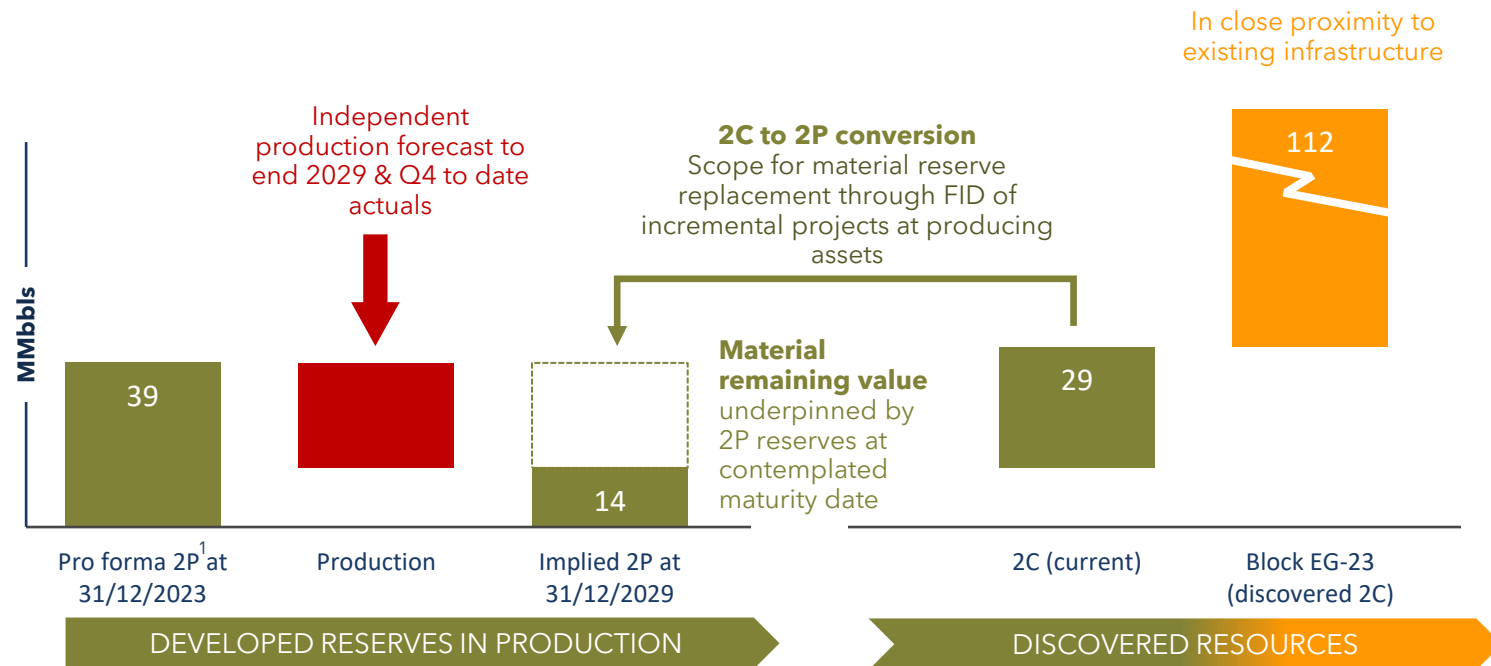 In close proximity to
existing infrastructure
Independent
production forecast to
end 2029 & Q4 to date
actuals
2C to 2P conversion
Scope for material reserve
replacement through FID of
incremental projects at producing
assets
112
MMbbls
39
Material
remaining value
underpinned by
2P reserves at
contemplated
maturity date
29
14
Pro forma 2P¹ at
31/12/2023
Production
Implied 2P at
31/12/2029
2C (current)
Block EG-23
(discovered 2C)
DEVELOPED RESERVES IN PRODUCTION
DISCOVERED RESOURCES